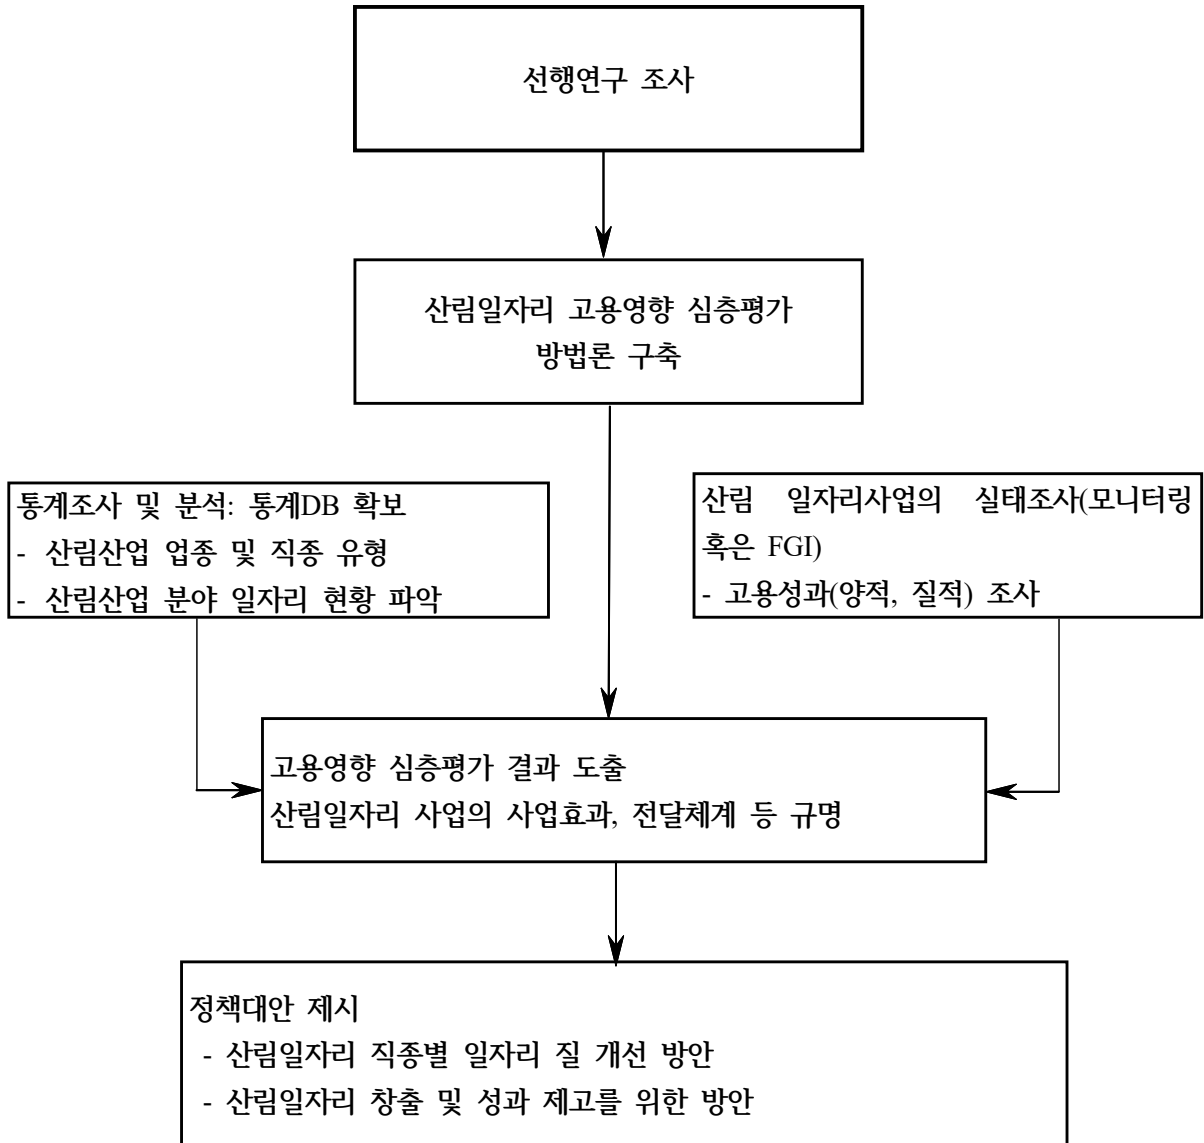 선행연구 조사
산림일자리 고용영향 심층평가
방법론 구축
통계조사 및 분석: 통계DB 확보
- 산림산업 업종 및 직종 유형
- 산림산업 분야 일자리 현황 파악
산림 일자리사업의 실태조사(모니터링
혹은 FGI)
- 고용성과(양적, 질적) 조사
고용영향 심층평가 결과 도출
산림일자리 사업의 사업효과, 전달체계 등 규명
정책대안 제시
- 산림일자리 직종별 일자리 질 개선 방안
- 산림일자리 창출 및 성과 제고를 위한 방안